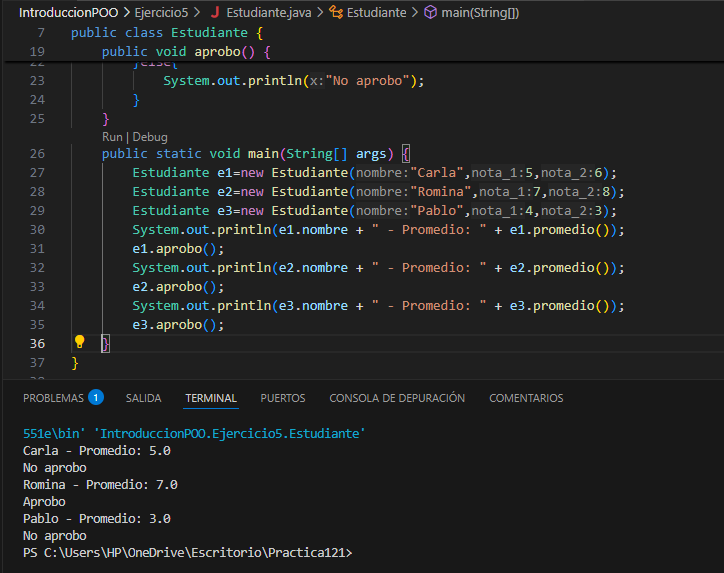 IntroduccionPOO > Ejercicio5 > J Estudiante.java > Estudiante > main(String[])
7 public class Estudiante {
19 public void aprobo() {
22 }else{
23 System.out.println(x:"No aprobo");
24 }
25 }
Run | Debug
26 public static void main(String[] args) {
27 Estudiante e1=new Estudiante(nombre:"Carla",nota_1:5,nota_2:6);
28 Estudiante e2=new Estudiante(nombre:"Romina",nota_1:7,nota_2:8);
29 Estudiante e3=new Estudiante(nombre:"Pablo",nota_1:4,nota_2:3);
30 System.out.println(e1.nombre + " - Promedio: " + e1.promedio());
31 e1.aprobo();
32 System.out.println(e2.nombre + " - Promedio: " + e2.promedio());
33 e2.aprobo();
34 System.out.println(e3.nombre + " - Promedio: " + e3.promedio());
35 e3.aprobo();
36 }
37 }
PROBLEMAS 1 SALIDA TERMINAL PUERTOS CONSOLA DE DEPURACIÓN COMENTARIOS
551e\bin' 'IntroduccionPOO.Ejercicio5.Estudiante'
Carla - Promedio: 5.0
No aprobo
Romina - Promedio: 7.0
Aprobo
Pablo - Promedio: 3.0
No aprobo
PS C:\Users\HP\OneDrive\Escritorio\Practica121>